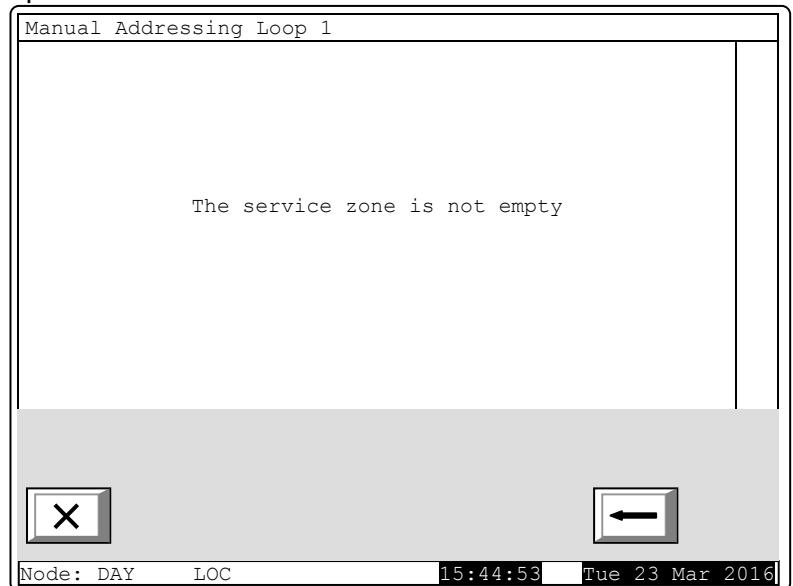 Manual Addressing Loop 1
The service zone is not empty
Node: DAY LOC 15:44:53 Tue 23 Mar 2016